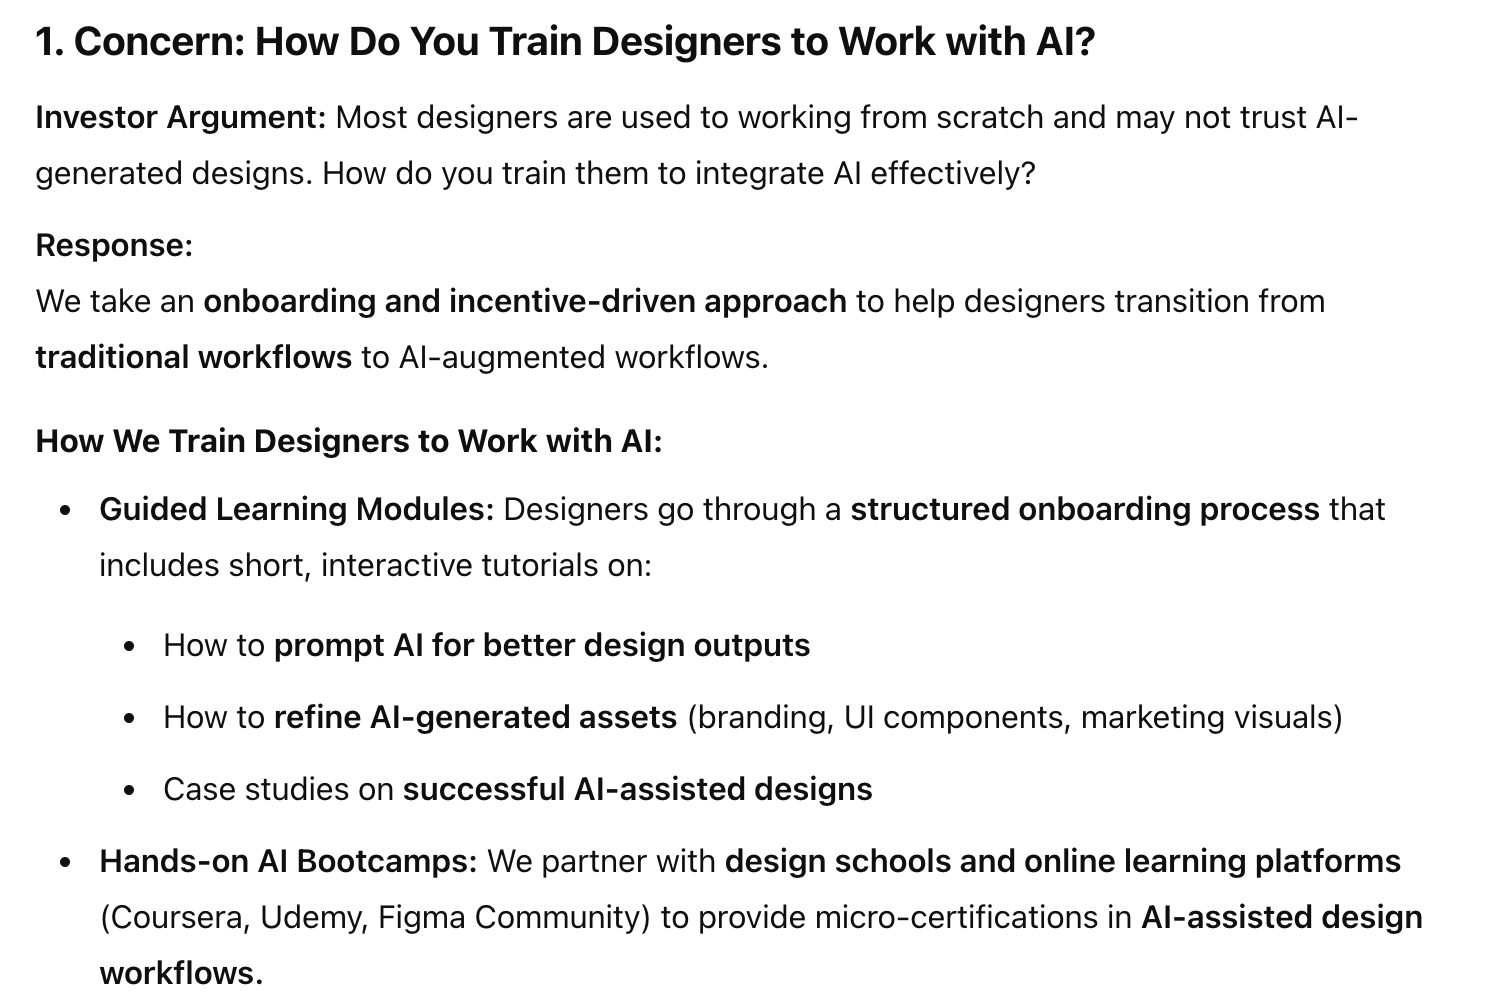 1. Concern: How Do You Train Designers to Work with AI?
Investor Argument: Most designers are used to working from scratch and may not trust AI-
generated designs. How do you train them to integrate AI effectively?
Response:
We take an onboarding and incentive-driven approach to help designers transition from
traditional workflows to AI-augmented workflows.
How We Train Designers to Work with AI:
• Guided Learning Modules: Designers go through a structured onboarding process that
includes short, interactive tutorials on:
• How to prompt AI for better design outputs
• How to refine AI-generated assets (branding, UI components, marketing visuals)
• Case studies on successful AI-assisted designs
• Hands-on AI Bootcamps: We partner with design schools and online learning platforms
(Coursera, Udemy, Figma Community) to provide micro-certifications in AI-assisted design
workflows.